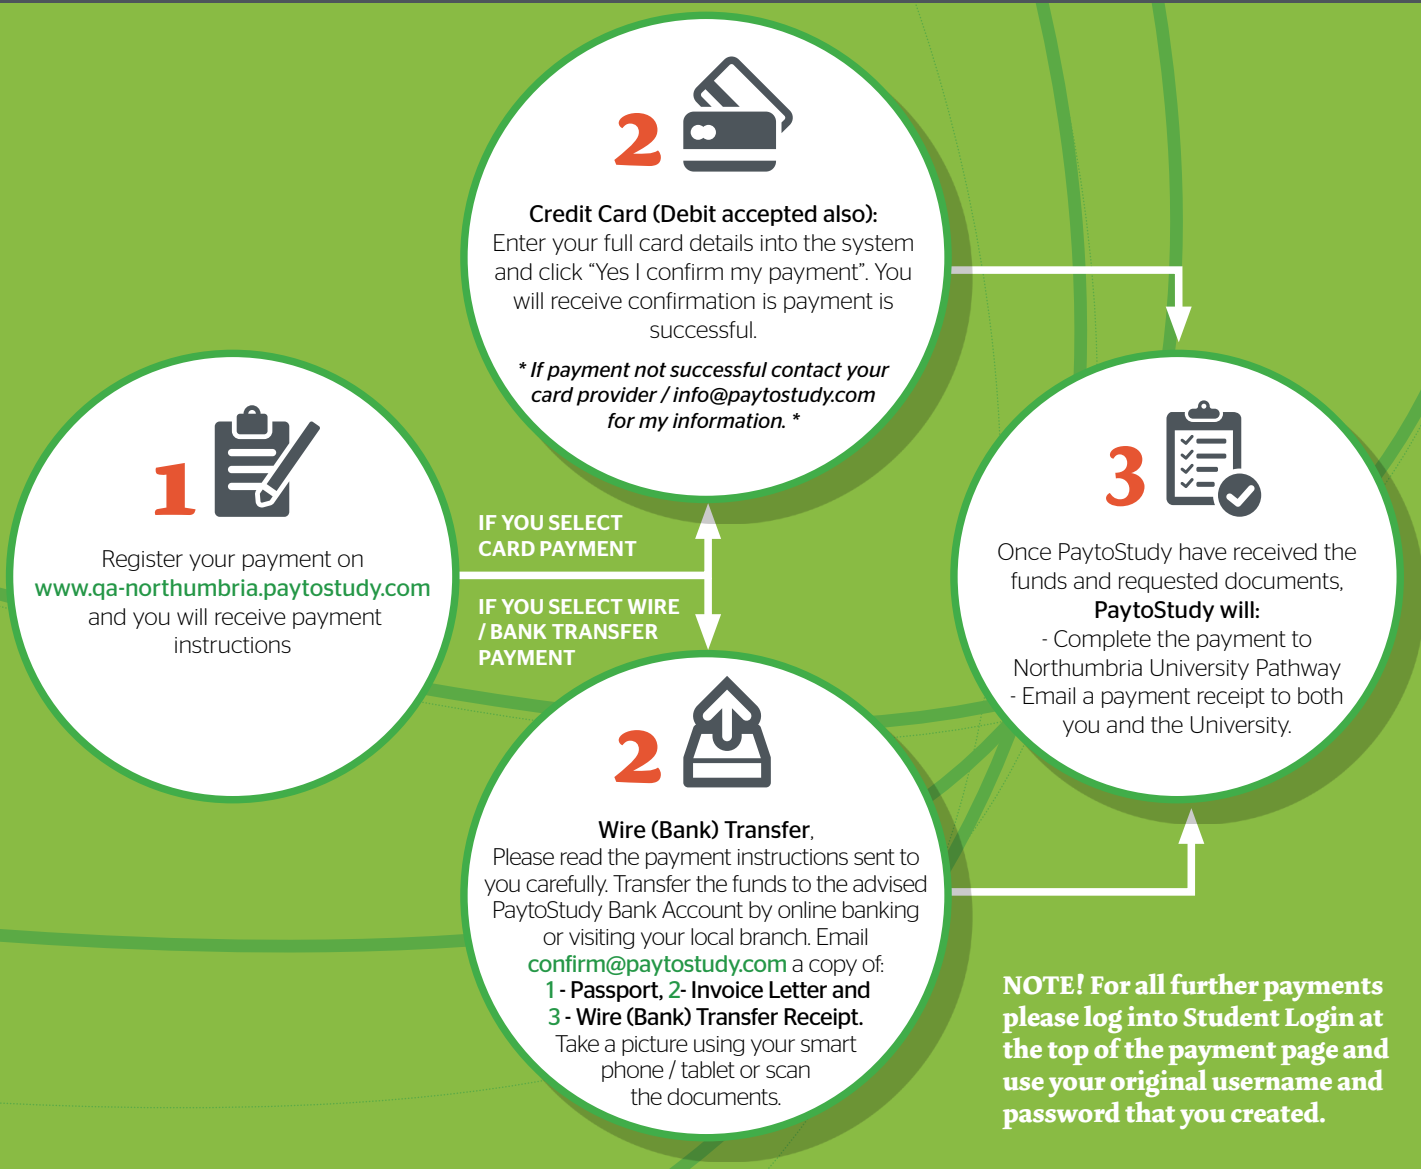 1
Register your payment on
www.qa-northumbria.paytostudy.com
and you will receive payment
instructions
IF YOU SELECT
CARD PAYMENT
IF YOU SELECT WIRE
/ BANK TRANSFER
PAYMENT
2
Credit Card (Debit accepted also):
Enter your full card details into the system
and click “Yes I confirm my payment”. You
will receive confirmation is payment is
successful.
* If payment not successful contact your
card provider / info@paytostudy.com
for my information. *
2
Wire (Bank) Transfer,
Please read the payment instructions sent to
you carefully. Transfer the funds to the advised
PaytoStudy Bank Account by online banking
or visiting your local branch. Email
confirm@paytostudy.com a copy of:
1 - Passport, 2- Invoice Letter and
3 - Wire (Bank) Transfer Receipt.
Take a picture using your smart
phone / tablet or scan
the documents.
3
Once PaytoStudy have received the
funds and requested documents,
PaytoStudy will:
- Complete the payment to
Northumbria University Pathway
- Email a payment receipt to both
you and the University.
NOTE! For all further payments
please log into Student Login at
the top of the payment page and
use your original username and
password that you created.